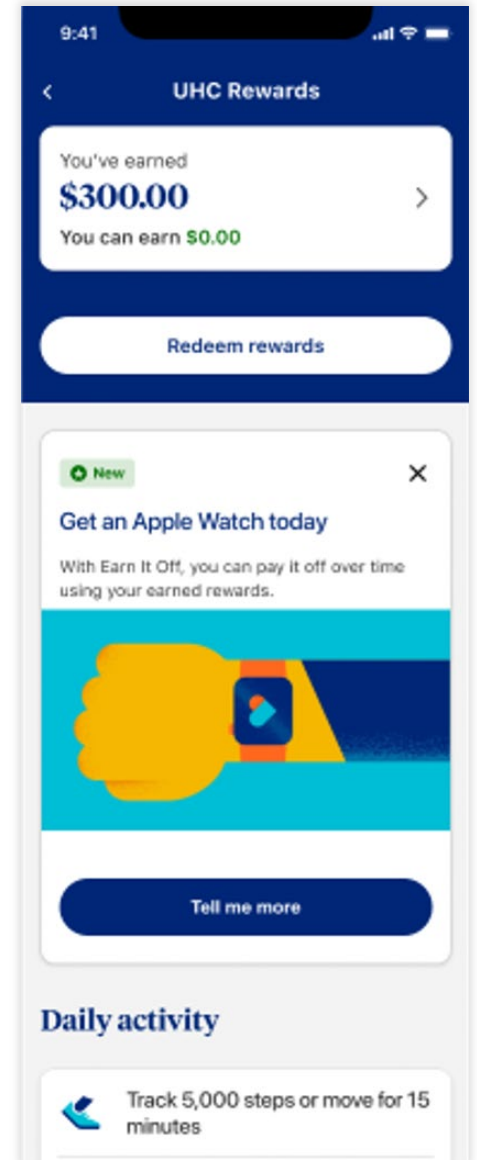 9:41
UHC Rewards
You've earned
$300.00
You can earn $0.00
Redeem rewards
New
Get an Apple Watch today
With Earn It Off, you can pay it off over time
using your earned rewards.
Tell me more
Daily activity
Track 5,000 steps or move for 15
minutes